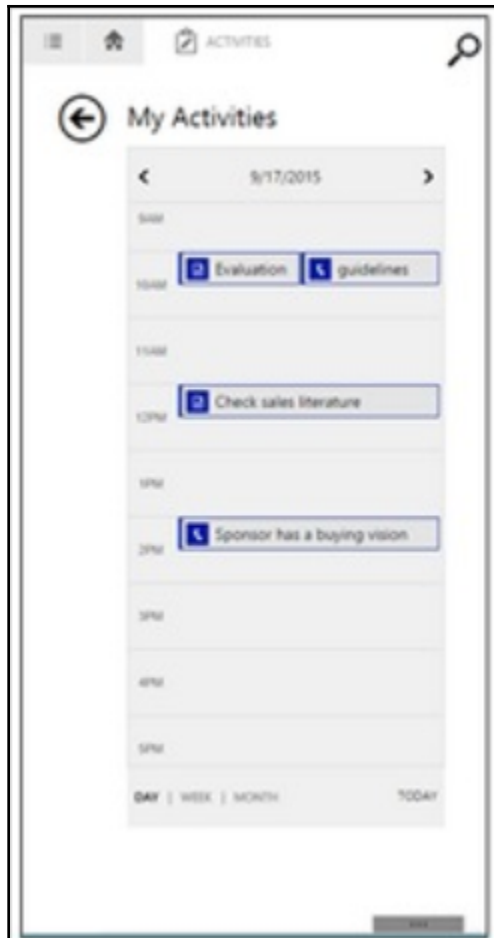 ACTIVITIES
My Activities
9/17/2015
9AM
Evaluation guidelines
10AM
11AM
Check sales literature
12PM
1PM
Sponsor has a buying vision
2PM
3PM
4PM
5PM
DAY | WEEK | MONTH TODAY